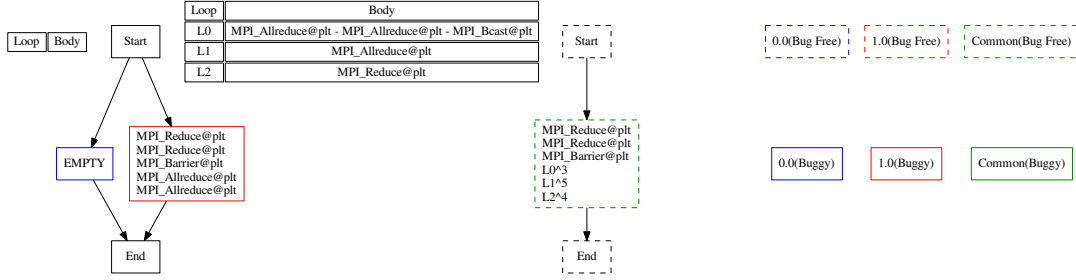 Loop Body
Start
EMPTY
MPI_Reduce@plt
MPI_Reduce@plt
MPI_Barrier@plt
MPI_Allreduce@plt
MPI_Allreduce@plt
End
Loop Body
L0 MPI_Allreduce@plt - MPI_Allreduce@plt - MPI_Bcast@plt
L1 MPI_Allreduce@plt
L2 MPI_Reduce@plt
Start
MPI_Reduce@plt
MPI_Reduce@plt
MPI_Barrier@plt
L0^3
L1^5
L2^4
End
0.0(Bug Free) 1.0(Bug Free) Common(Bug Free)
0.0(Buggy) 1.0(Buggy) Common(Buggy)